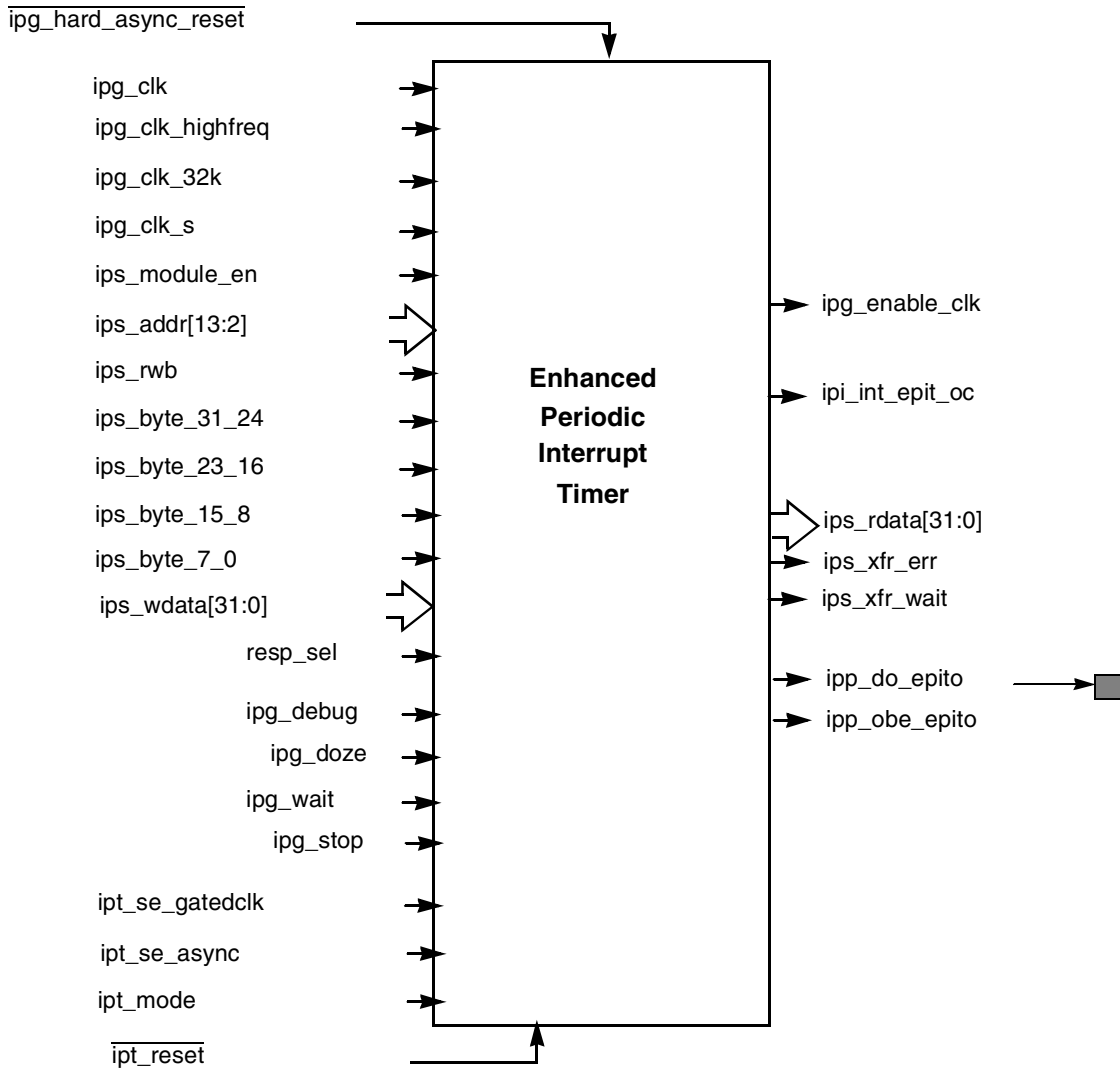 ipg_hard_async_reset
ipg_clk
ipg_clk_highfreq
ipg_clk_32k
ipg_clk_s
ips_module_en
ips_addr[13:2]
ips_rwb
ips_byte_31_24
ips_byte_23_16
ips_byte_15_8
ips_byte_7_0
ips_wdata[31:0]
resp_sel
ipg_debug
ipg_doze
ipg_wait
ipg_stop
ipt_se_gatedclk
ipt_se_async
ipt_mode
ipt_reset
Enhanced
Periodic
Interrupt
Timer
ipg_enable_clk
ipi_int_epit_oc
ips_rdata[31:0]
ips_xfr_err
ips_xfr_wait
ipp_do_epito
ipp_obe_epito